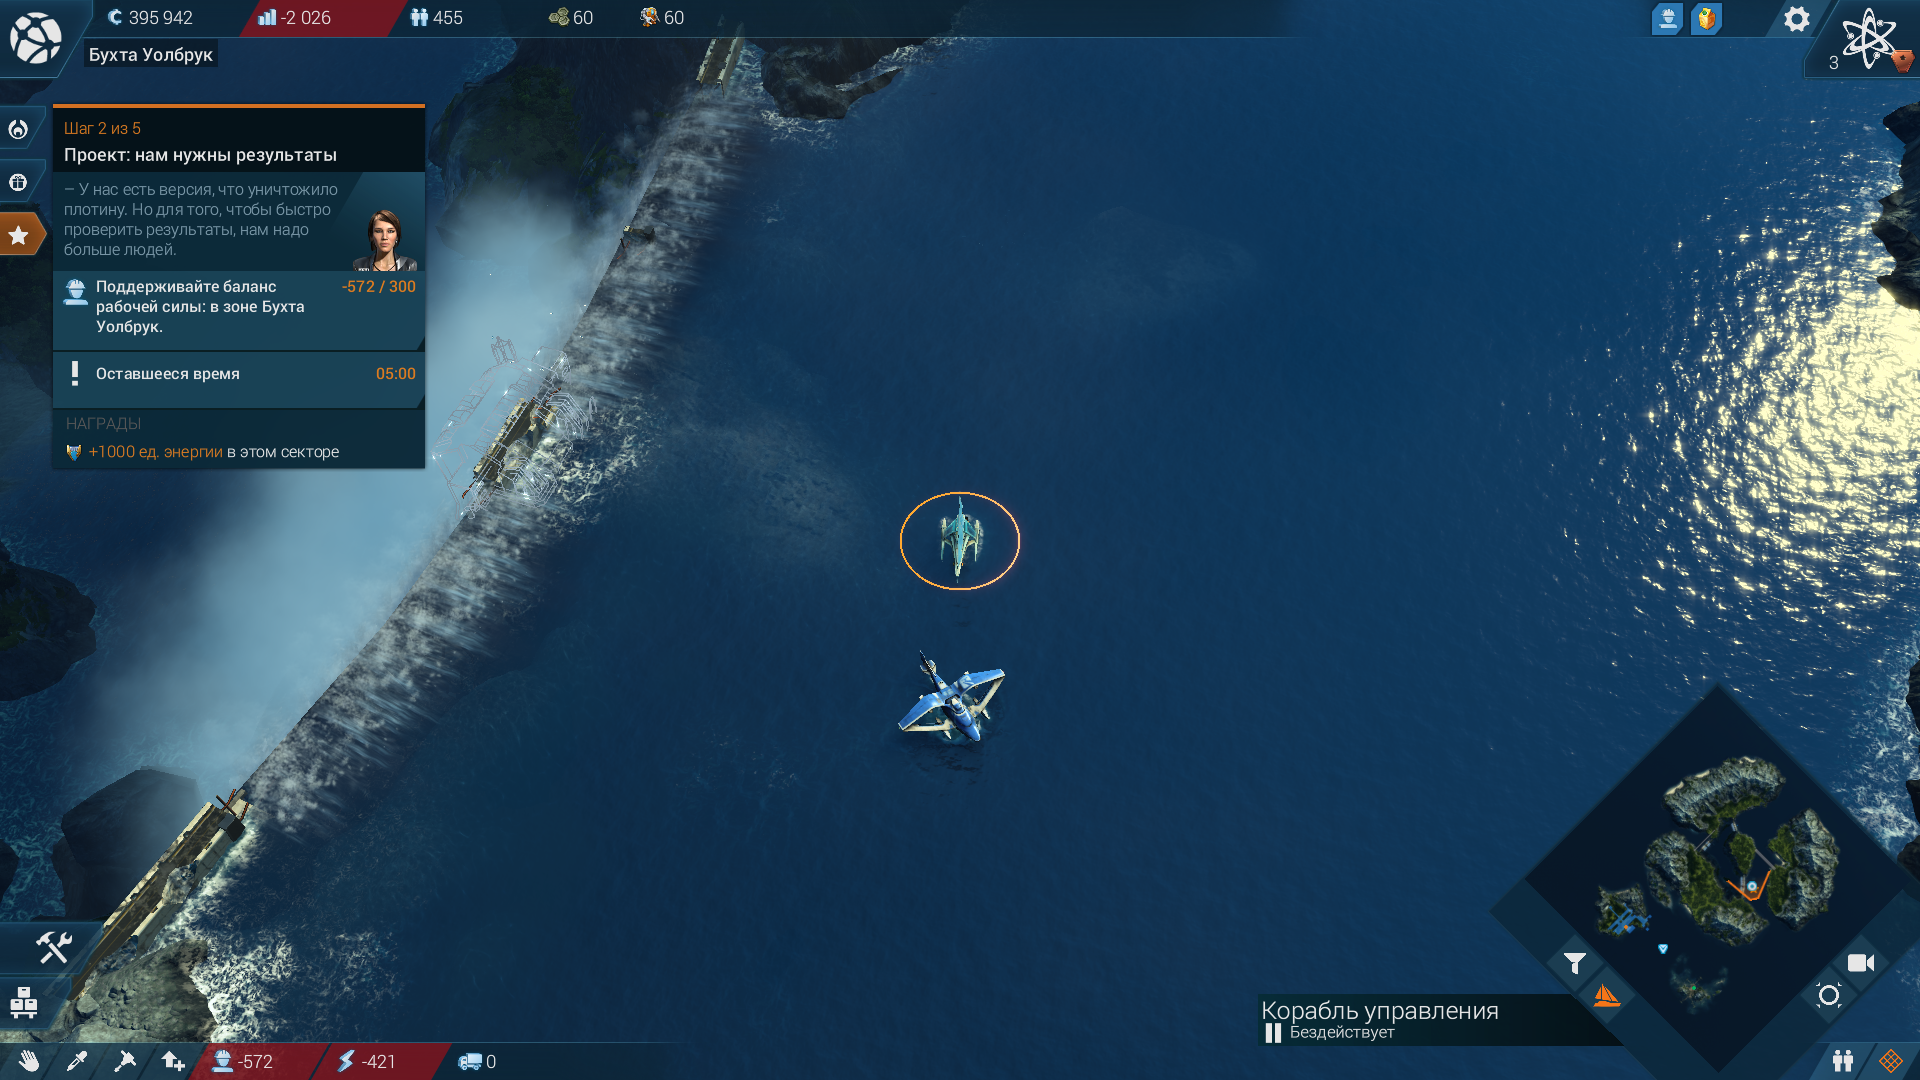 395 942
-2 026
455
60
60
3
Бухта Уолбрук
Шаг 2 из 5
Проект: нам нужны результаты
– У нас есть версия, что уничтожило
плотину. Но для того, чтобы быстро
проверить результаты, нам надо
больше людей.
Поддерживайте баланс
рабочей силы: в зоне Бухта
Уолбрук.
-572 / 300
Оставшееся время
05:00
НАГРАДЫ
+1000 ед. энергии в этом секторе
Корабль управления
Бездействует
-572
-421
0